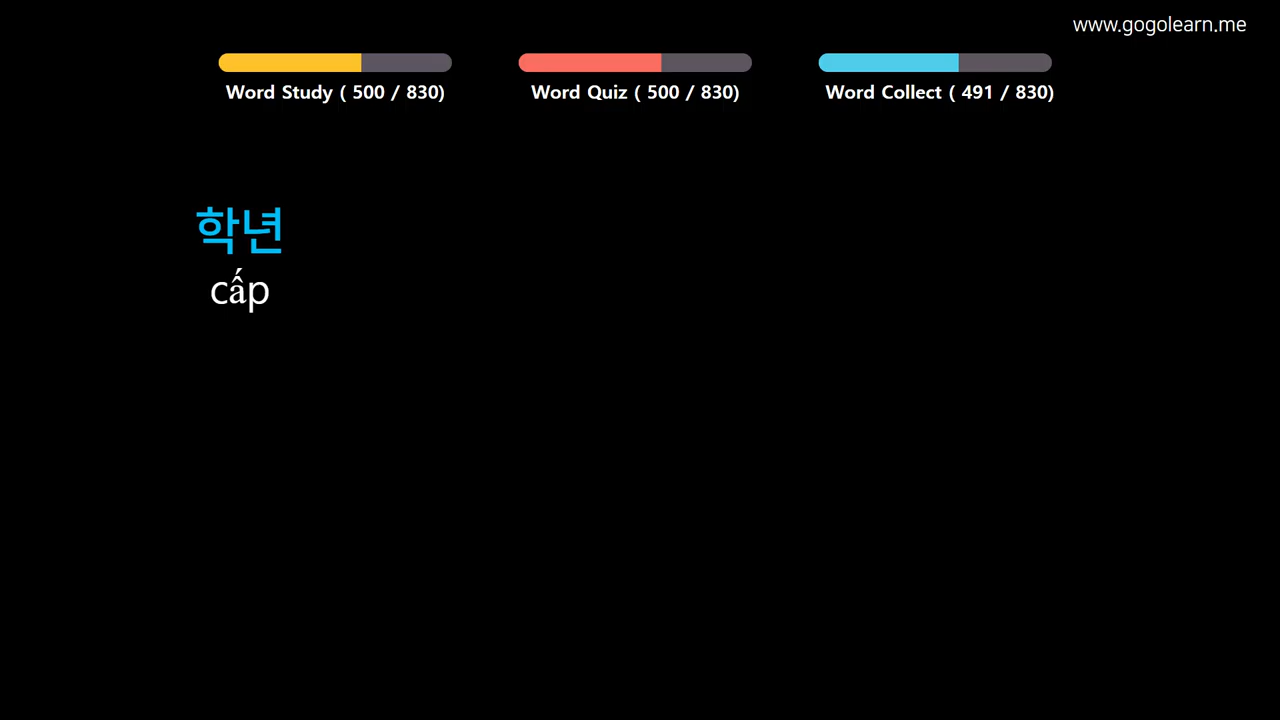 www.gogolearn.me
Word Study ( 500 / 830)
Word Quiz ( 500 / 830)
Word Collect ( 491 / 830)
학년
cấp